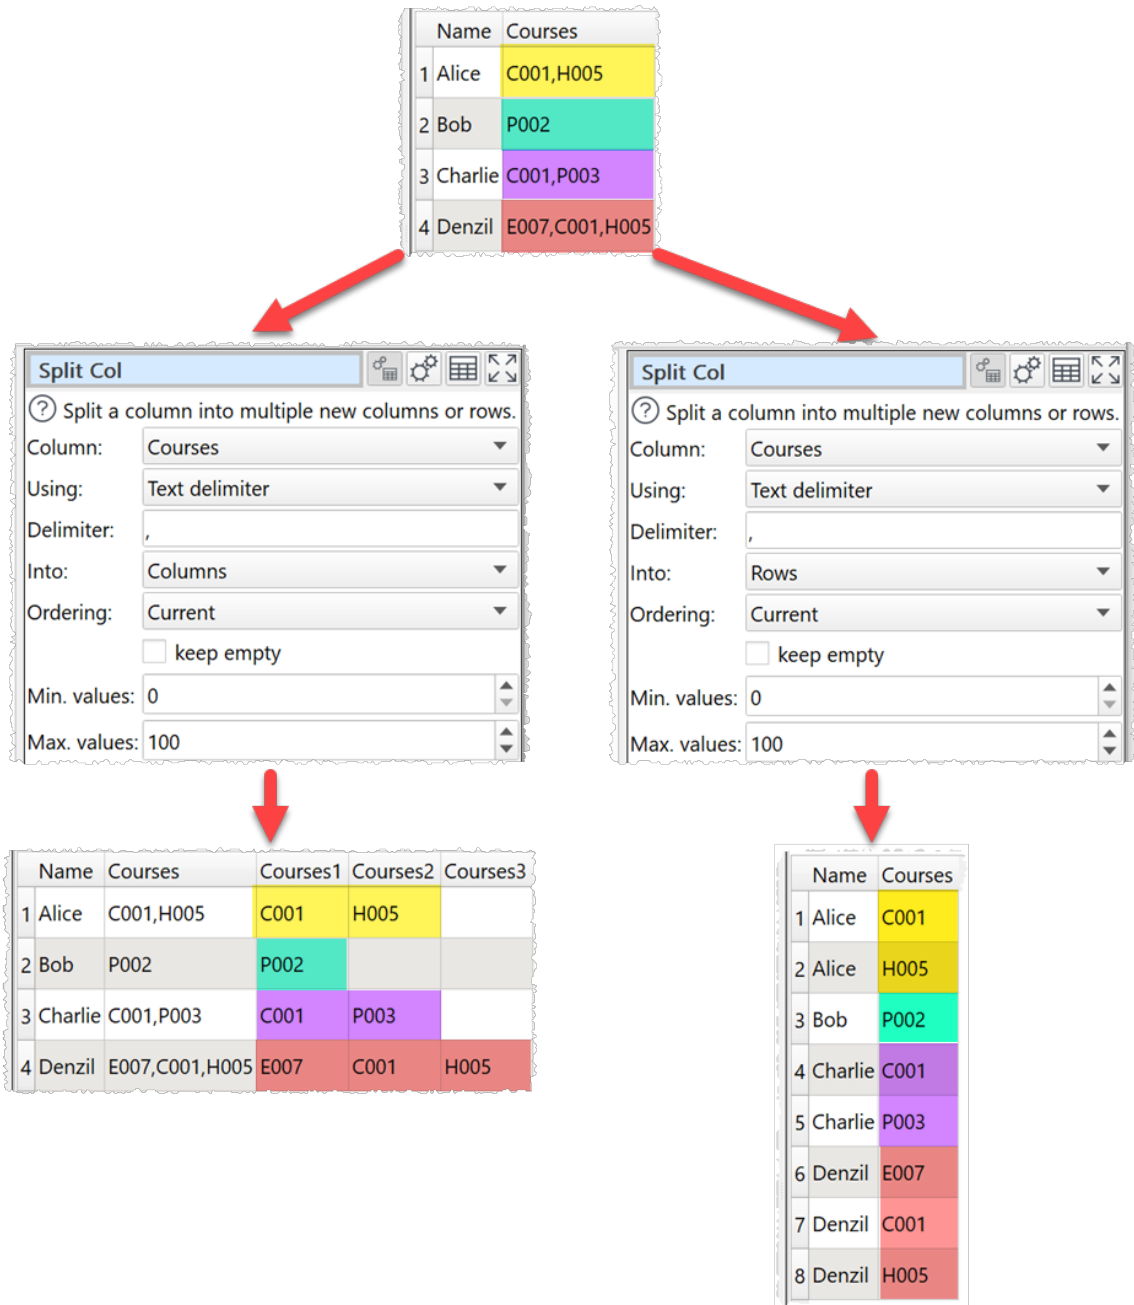 Name Courses
1 Alice C001,H005
2 Bob P002
3 Charlie C001,P003
4 Denzil E007,C001,H005
Split Col
? Split a column into multiple new columns or rows.
Column: Courses
Using: Text delimiter
Delimiter: ,
Into: Columns
Ordering: Current
keep empty
Min. values: 0
Max. values: 100
Split Col
? Split a column into multiple new columns or rows.
Column: Courses
Using: Text delimiter
Delimiter: ,
Into: Rows
Ordering: Current
keep empty
Min. values: 0
Max. values: 100
Name Courses Courses1 Courses2 Courses3
1 Alice C001,H005 C001 H005
2 Bob P002 P002
3 Charlie C001,P003 C001 P003
4 Denzil E007,C001,H005 E007 C001 H005
Name Courses
1 Alice C001
2 Alice H005
3 Bob P002
4 Charlie C001
5 Charlie P003
6 Denzil E007
7 Denzil C001
8 Denzil H005